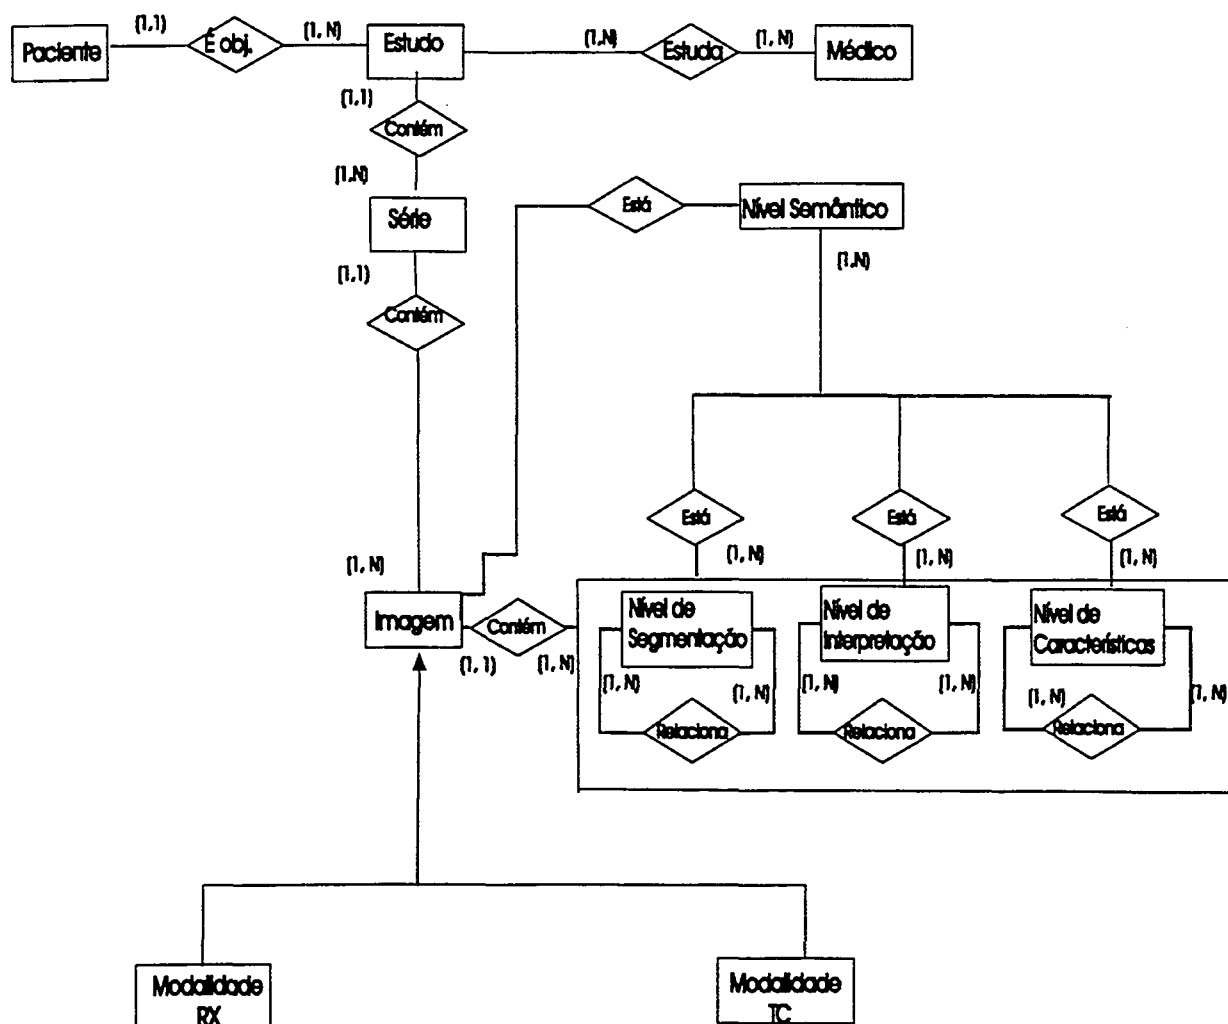 (1,1)
(1, N)
(1,N)
(1, N)
Paciente
É obj.
Estudo
Estuda
Médico
(1,1)
Contém
(1,N)
Série
Está
Nível Semântico
(1,1)
(1,N)
Contém
Está
Está
Está
(1, N)
(1, N)
(1, N)
(1, N)
Imagem
Contém
(1, 1)
(1, N)
Nível de
Segmentação
Nível de
Interpretação
Nível de
Características
(1, N)
(1, N)
(1, N)
(1, N)
(1, N)
(1, N)
Relaciona
Relaciona
Relaciona
Modalidade
RX
Modalidade
TC